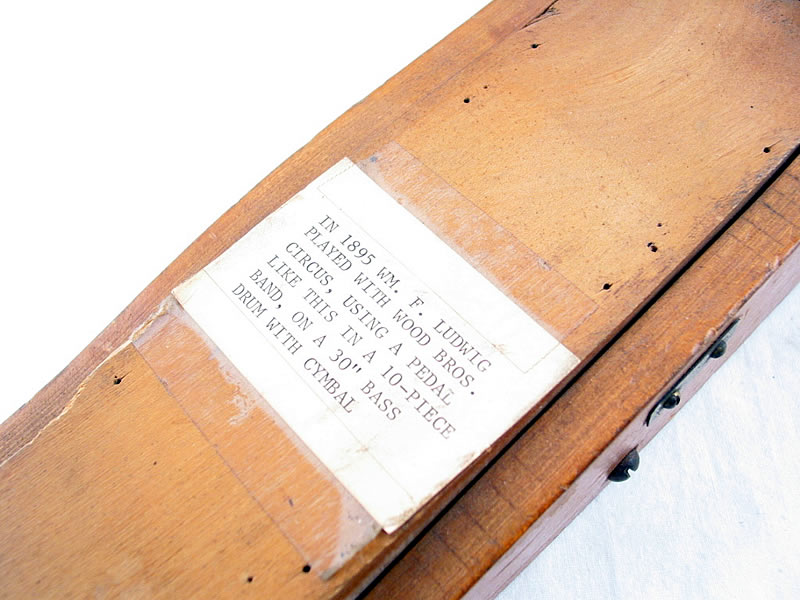 IN 1895 WM. F. LUDWIG
PLAYED WITH WOOD BROS.
CIRCUS, USING A PEDAL
LIKE THIS IN A 10-PIECE
BAND, ON A 30" BASS
DRUM WITH CYMBAL